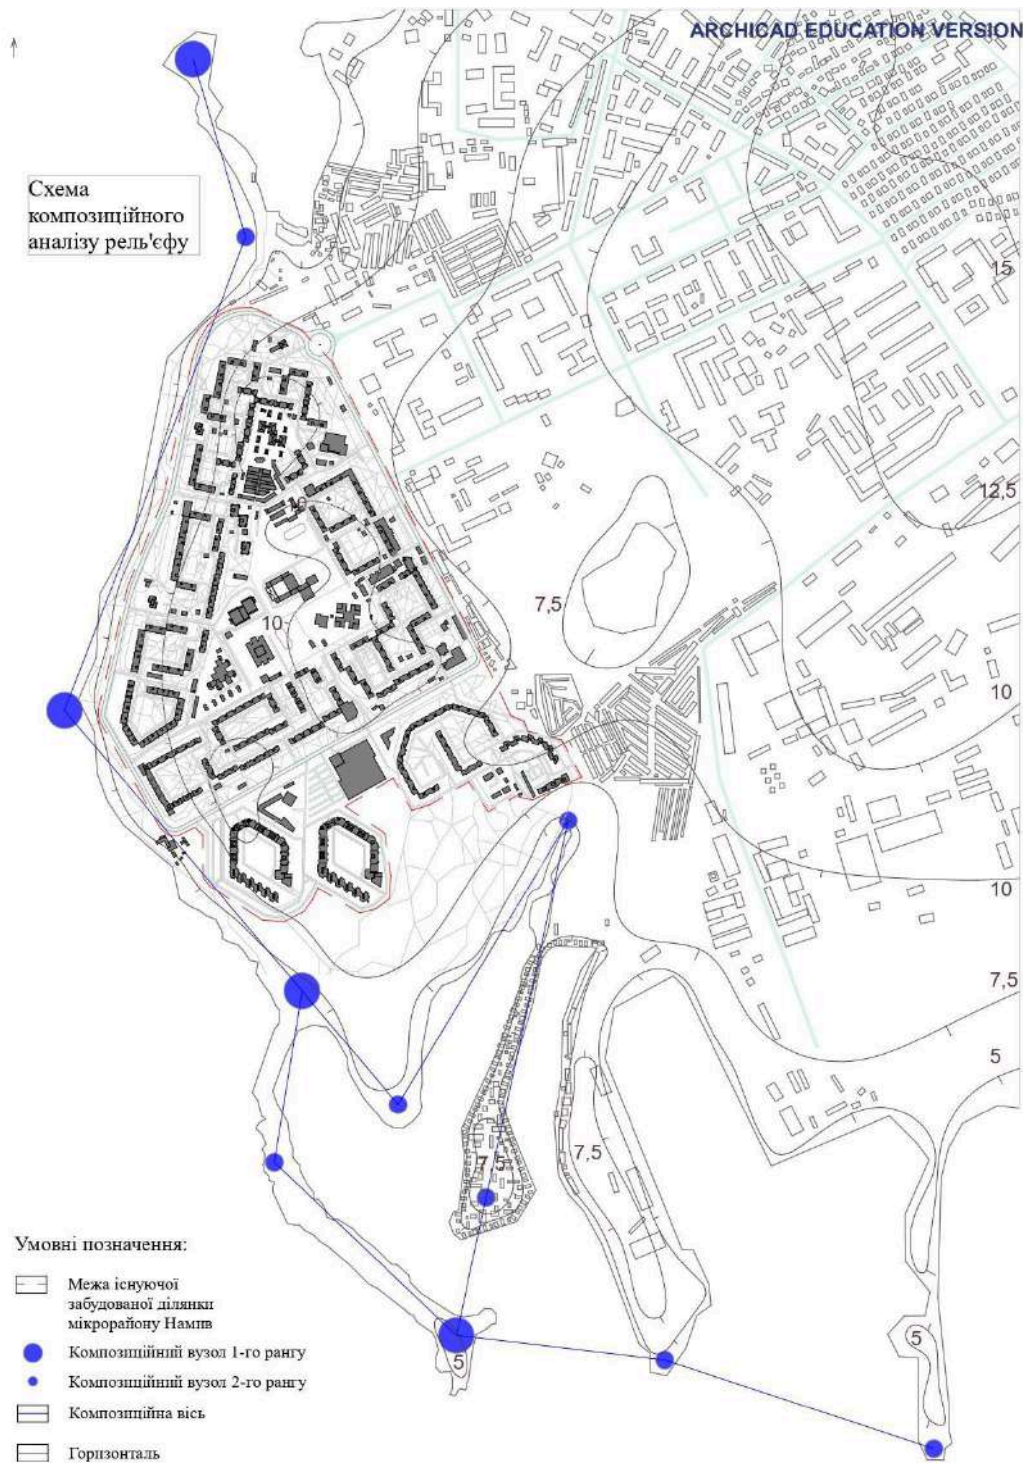 ARCHICAD EDUCATION VERSION
Схема
композиційного
аналізу рель'єфу
15
12,5
10
7,5
10
10
10
7,5
5
7,5
7,5
5
5
Умовні позначення:
Межа існуючої
забудованої ділянки
мікрорайону Намив
Композиційний вузол 1-го рангу
Композиційний вузол 2-го рангу
Композиційна вісь
Горизонталь